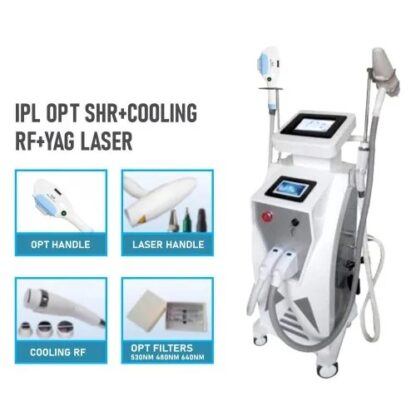 IPL OPT SHR+COOLING
RF+YAG LASER
OPT HANDLE
LASER HANDLE
COOLING RF
OPT FILTERS
530NM 480NM 640NM